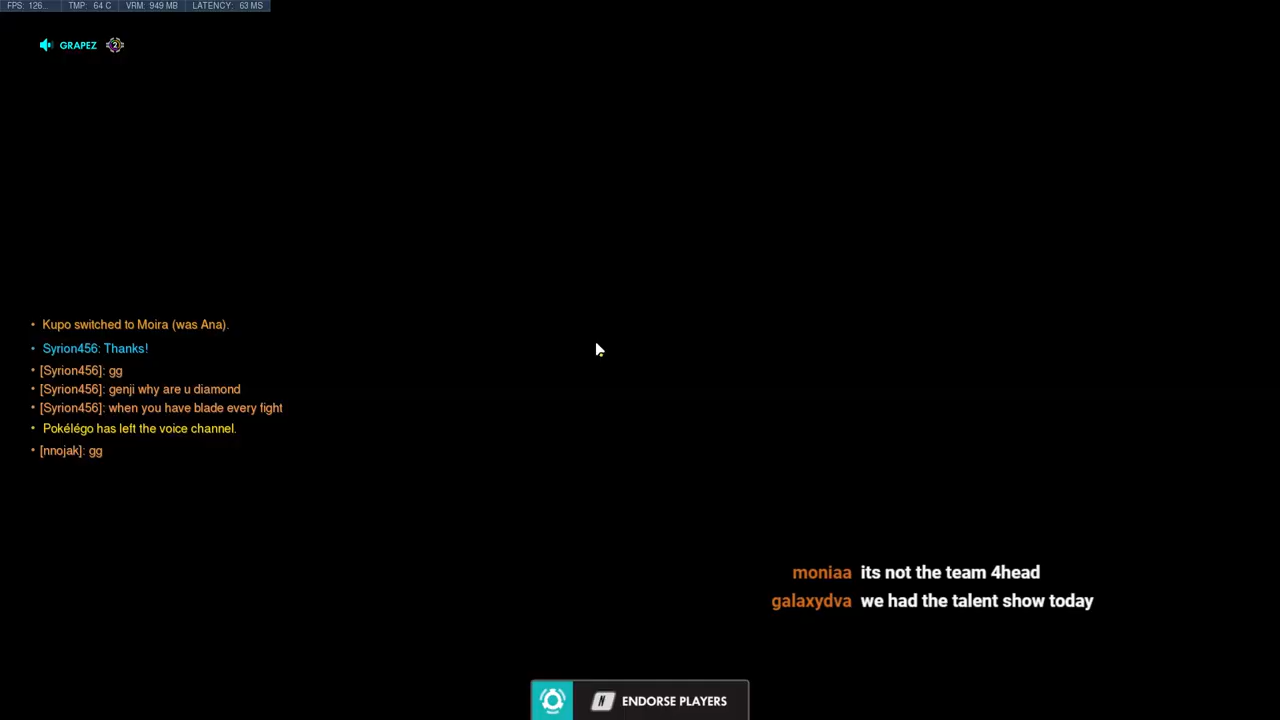 FPS: 126... TMP: 64 C VRM: 949 MB LATENCY: 63 MS
GRAPEZ 2
• Kupo switched to Moira (was Ana).
• Syrion456: Thanks!
• [Syrion456]: gg
• [Syrion456]: genji why are u diamond
• [Syrion456]: when you have blade every fight
• Pokélégo has left the voice channel.
• [nnojak]: gg
moniaa its not the team 4head
galaxydva we had the talent show today
N ENDORSE PLAYERS